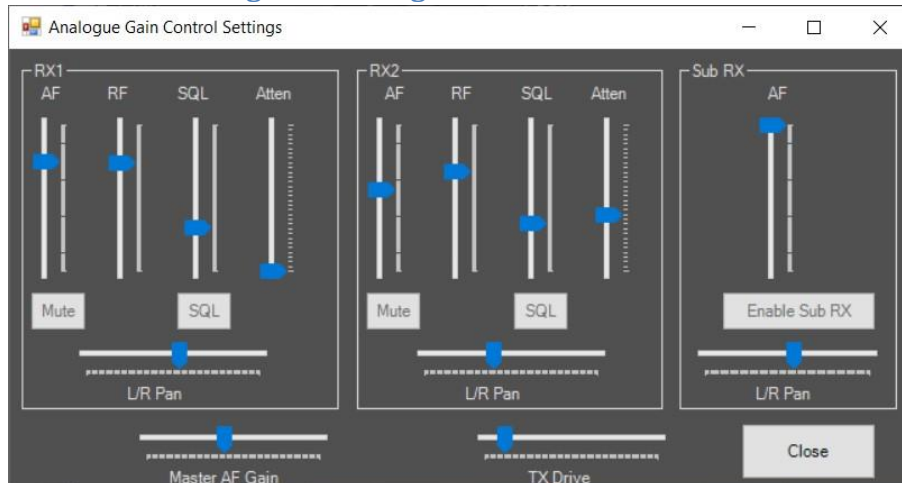 Analogue Gain Control Settings
RX1
AF RF SQL Atten
Mute SQL
L/R Pan
RX2
AF RF SQL Atten
Mute SQL
L/R Pan
Sub RX
AF
Enable Sub RX
L/R Pan
Master AF Gain
TX Drive
Close